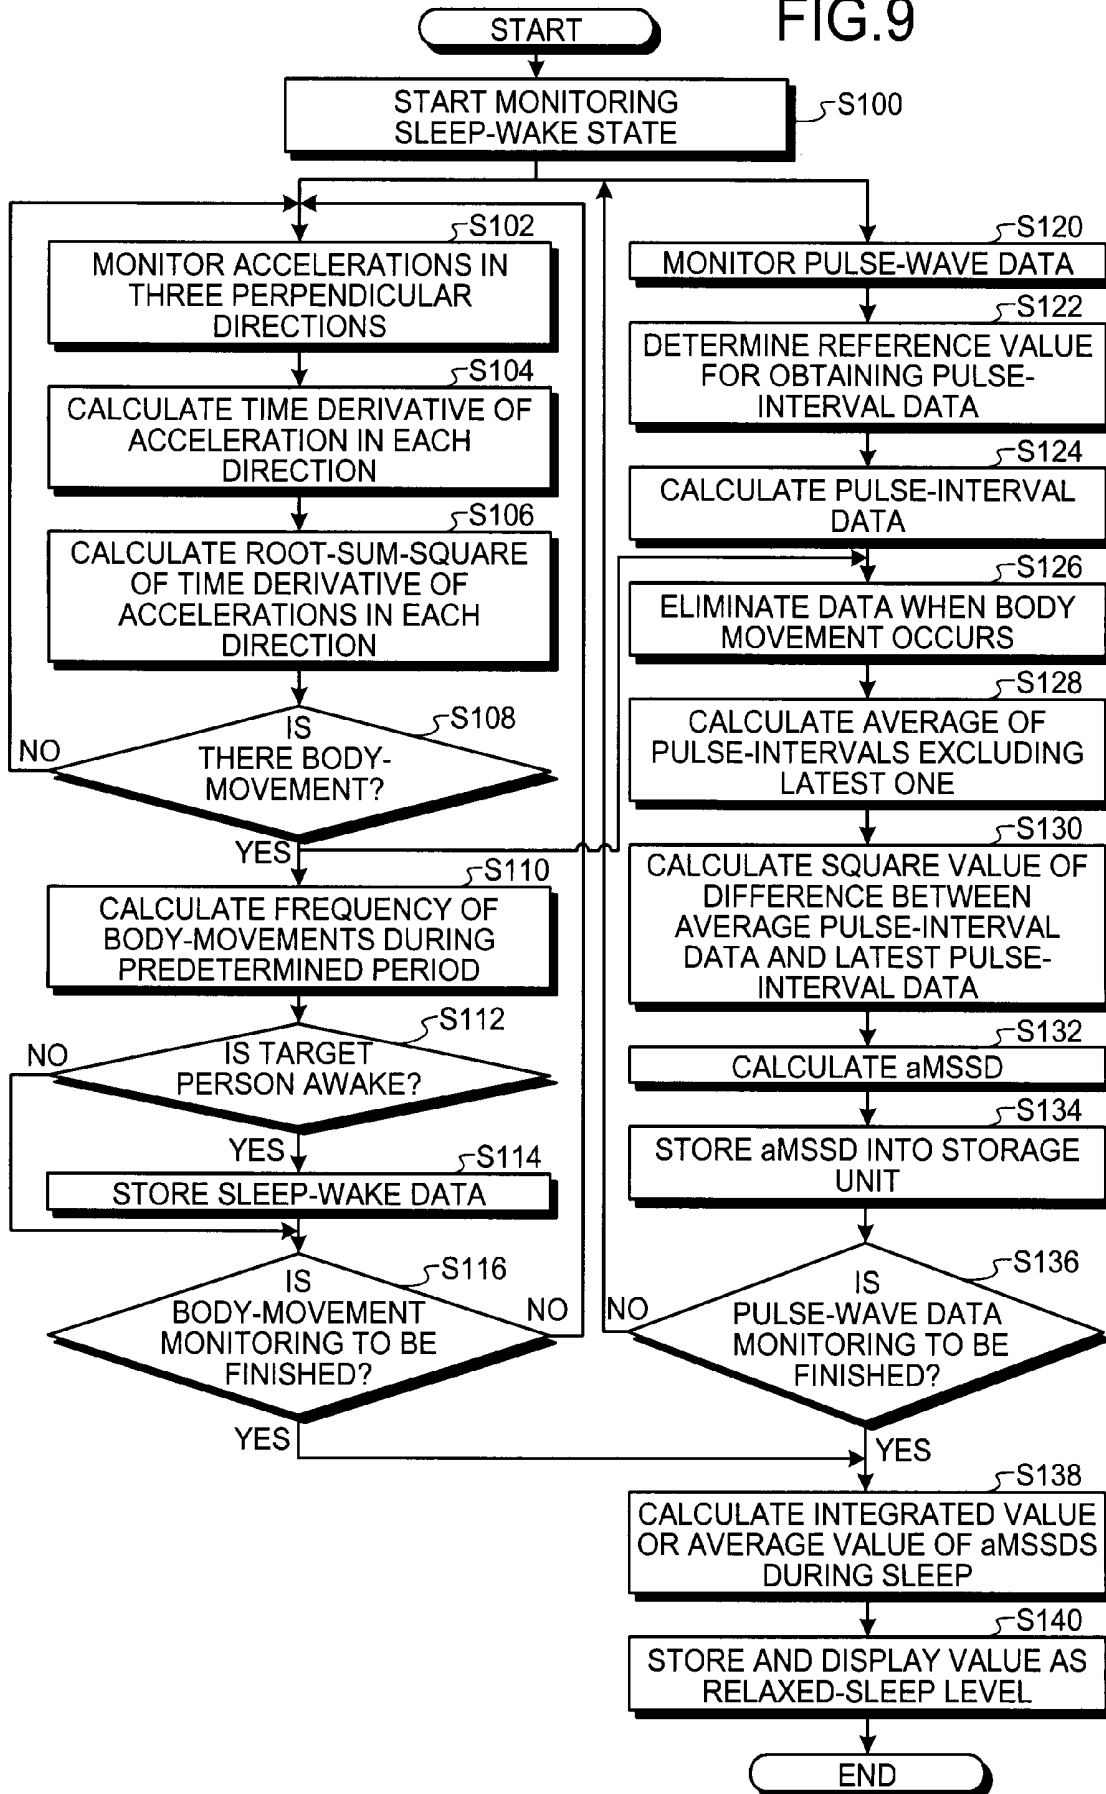 FIG.9
START
START MONITORING
SLEEP-WAKE STATE
S100
S102
MONITOR ACCELERATIONS IN
THREE PERPENDICULAR
DIRECTIONS
S104
CALCULATE TIME DERIVATIVE OF
ACCELERATION IN EACH
DIRECTION
S106
CALCULATE ROOT-SUM-SQUARE
OF TIME DERIVATIVE OF
ACCELERATIONS IN EACH
DIRECTION
S108
IS
THERE BODY-
MOVEMENT?
NO
YES
S110
CALCULATE FREQUENCY OF
BODY-MOVEMENTS DURING
PREDETERMINED PERIOD
S112
IS TARGET
PERSON AWAKE?
NO
YES
S114
STORE SLEEP-WAKE DATA
S116
IS
BODY-MOVEMENT
MONITORING TO BE
FINISHED?
NO
YES
S120
MONITOR PULSE-WAVE DATA
S122
DETERMINE REFERENCE VALUE
FOR OBTAINING PULSE-
INTERVAL DATA
S124
CALCULATE PULSE-INTERVAL
DATA
S126
ELIMINATE DATA WHEN BODY
MOVEMENT OCCURS
S128
CALCULATE AVERAGE OF
PULSE-INTERVALS EXCLUDING
LATEST ONE
S130
CALCULATE SQUARE VALUE OF
DIFFERENCE BETWEEN
AVERAGE PULSE-INTERVAL
DATA AND LATEST PULSE-
INTERVAL DATA
S132
CALCULATE aMSSD
S134
STORE aMSSD INTO STORAGE
UNIT
S136
IS
PULSE-WAVE DATA
MONITORING TO BE
FINISHED?
NO
YES
S138
CALCULATE INTEGRATED VALUE
OR AVERAGE VALUE OF aMSSDS
DURING SLEEP
S140
STORE AND DISPLAY VALUE AS
RELAXED-SLEEP LEVEL
END